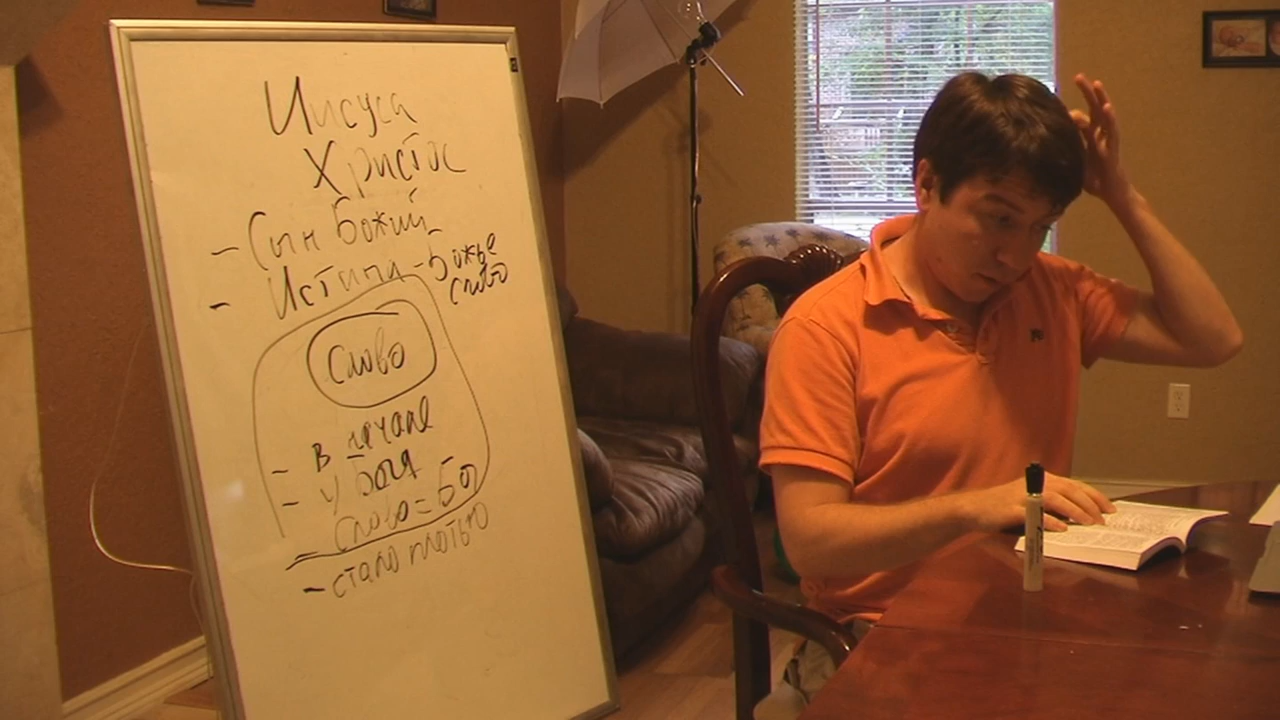 Иисуса
Христос
- Сын Божий
- Истина - Божье
слово
Слово
- в начале
- у Бога
- слово = Бог
- стало плотью